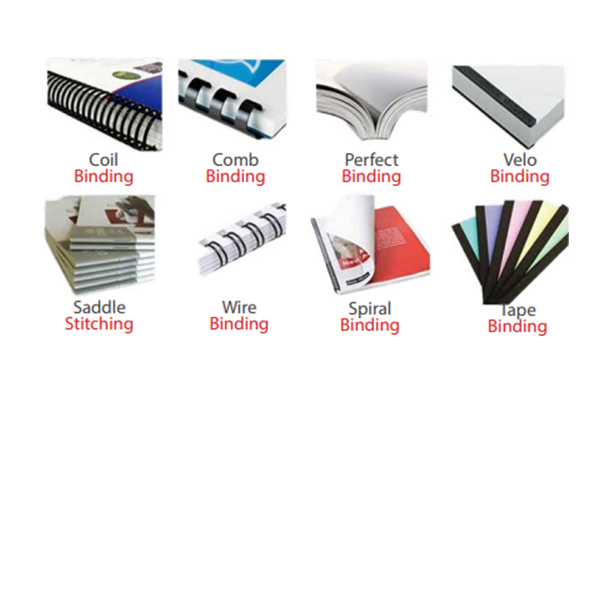 Coil
Binding
Comb
Binding
Perfect
Binding
Velo
Binding
Saddle
Stitching
Wire
Binding
Spiral
Binding
Tape
Binding